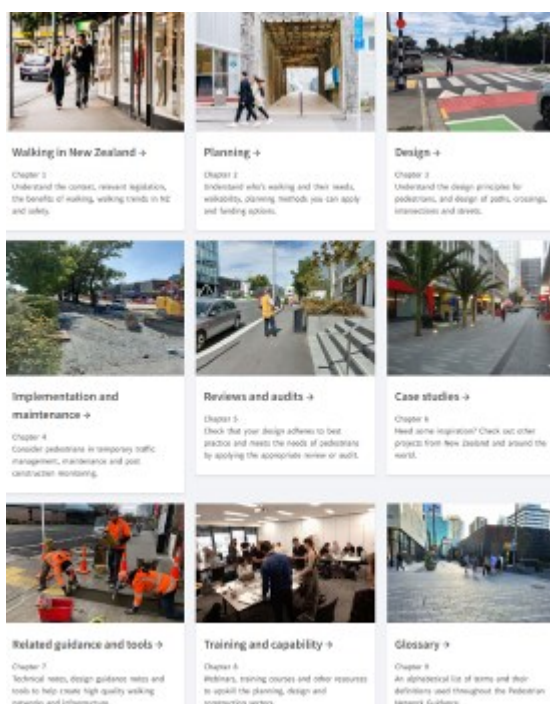 Walking in New Zealand →
Chapter 1
Understand the context, relevant legislation,
the benefits of walking, walking trends in NZ
and safety.
Planning →
Chapter 2
Understand who's walking and their needs,
walkability, planning methods you can apply
and funding options.
Design →
Chapter 3
Understand the design principles for
pedestrians, and design of paths, crossings,
intersections and streets.
Implementation and
maintenance →
Chapter 4
Consider pedestrians in temporary traffic
management, maintenance and post
construction monitoring.
Reviews and audits →
Chapter 5
Check that your design adheres to best
practice and meets the needs of pedestrians
by applying the appropriate review or audit.
Case studies →
Chapter 6
Need some inspiration? Check out other
projects from New Zealand and around the
world.
Related guidance and tools →
Chapter 7
Technical notes, design guidance notes and
tools to help create high quality walking
networks and infrastructure.
Training and capability →
Chapter 8
Webinars, training courses and other resources
to upskill the planning, design and
construction sectors.
Glossary →
Chapter 9
An alphabetical list of terms and their
definitions used throughout the Pedestrian
Network Guidance.